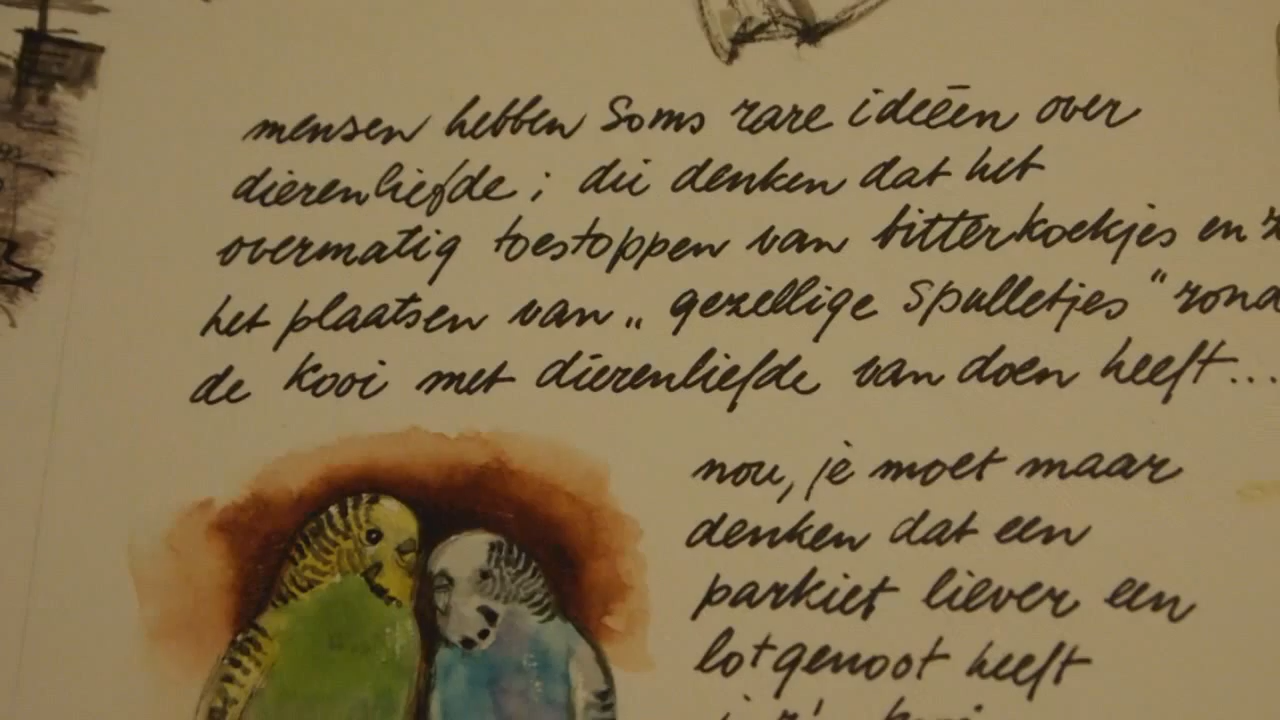 mensen hebben soms rare ideeën over
dierenliefde; die denken dat het
overmatig toestoppen van bitterkoekjes en
het plaatsen van „gezellige spulletjes" rond
de kooi met dierenliefde van doen heeft...
nou, je moet maar
denken dat een
parkiet liever een
lotgenoot heeft